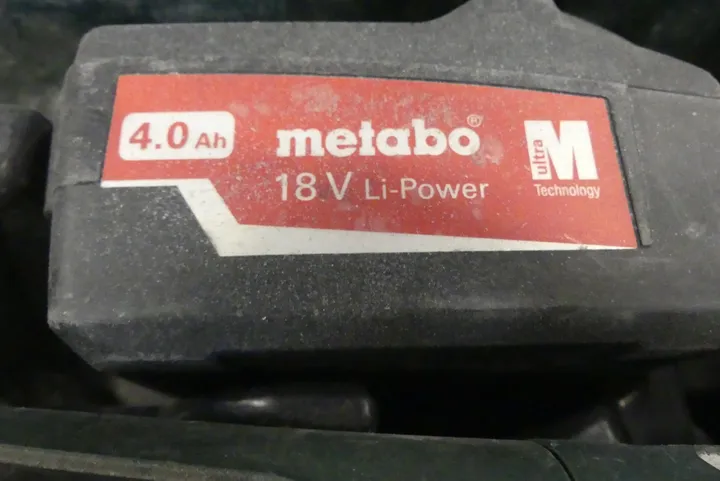 4.0 Ah
metabo®
18 V Li-Power
ultra M
Technology